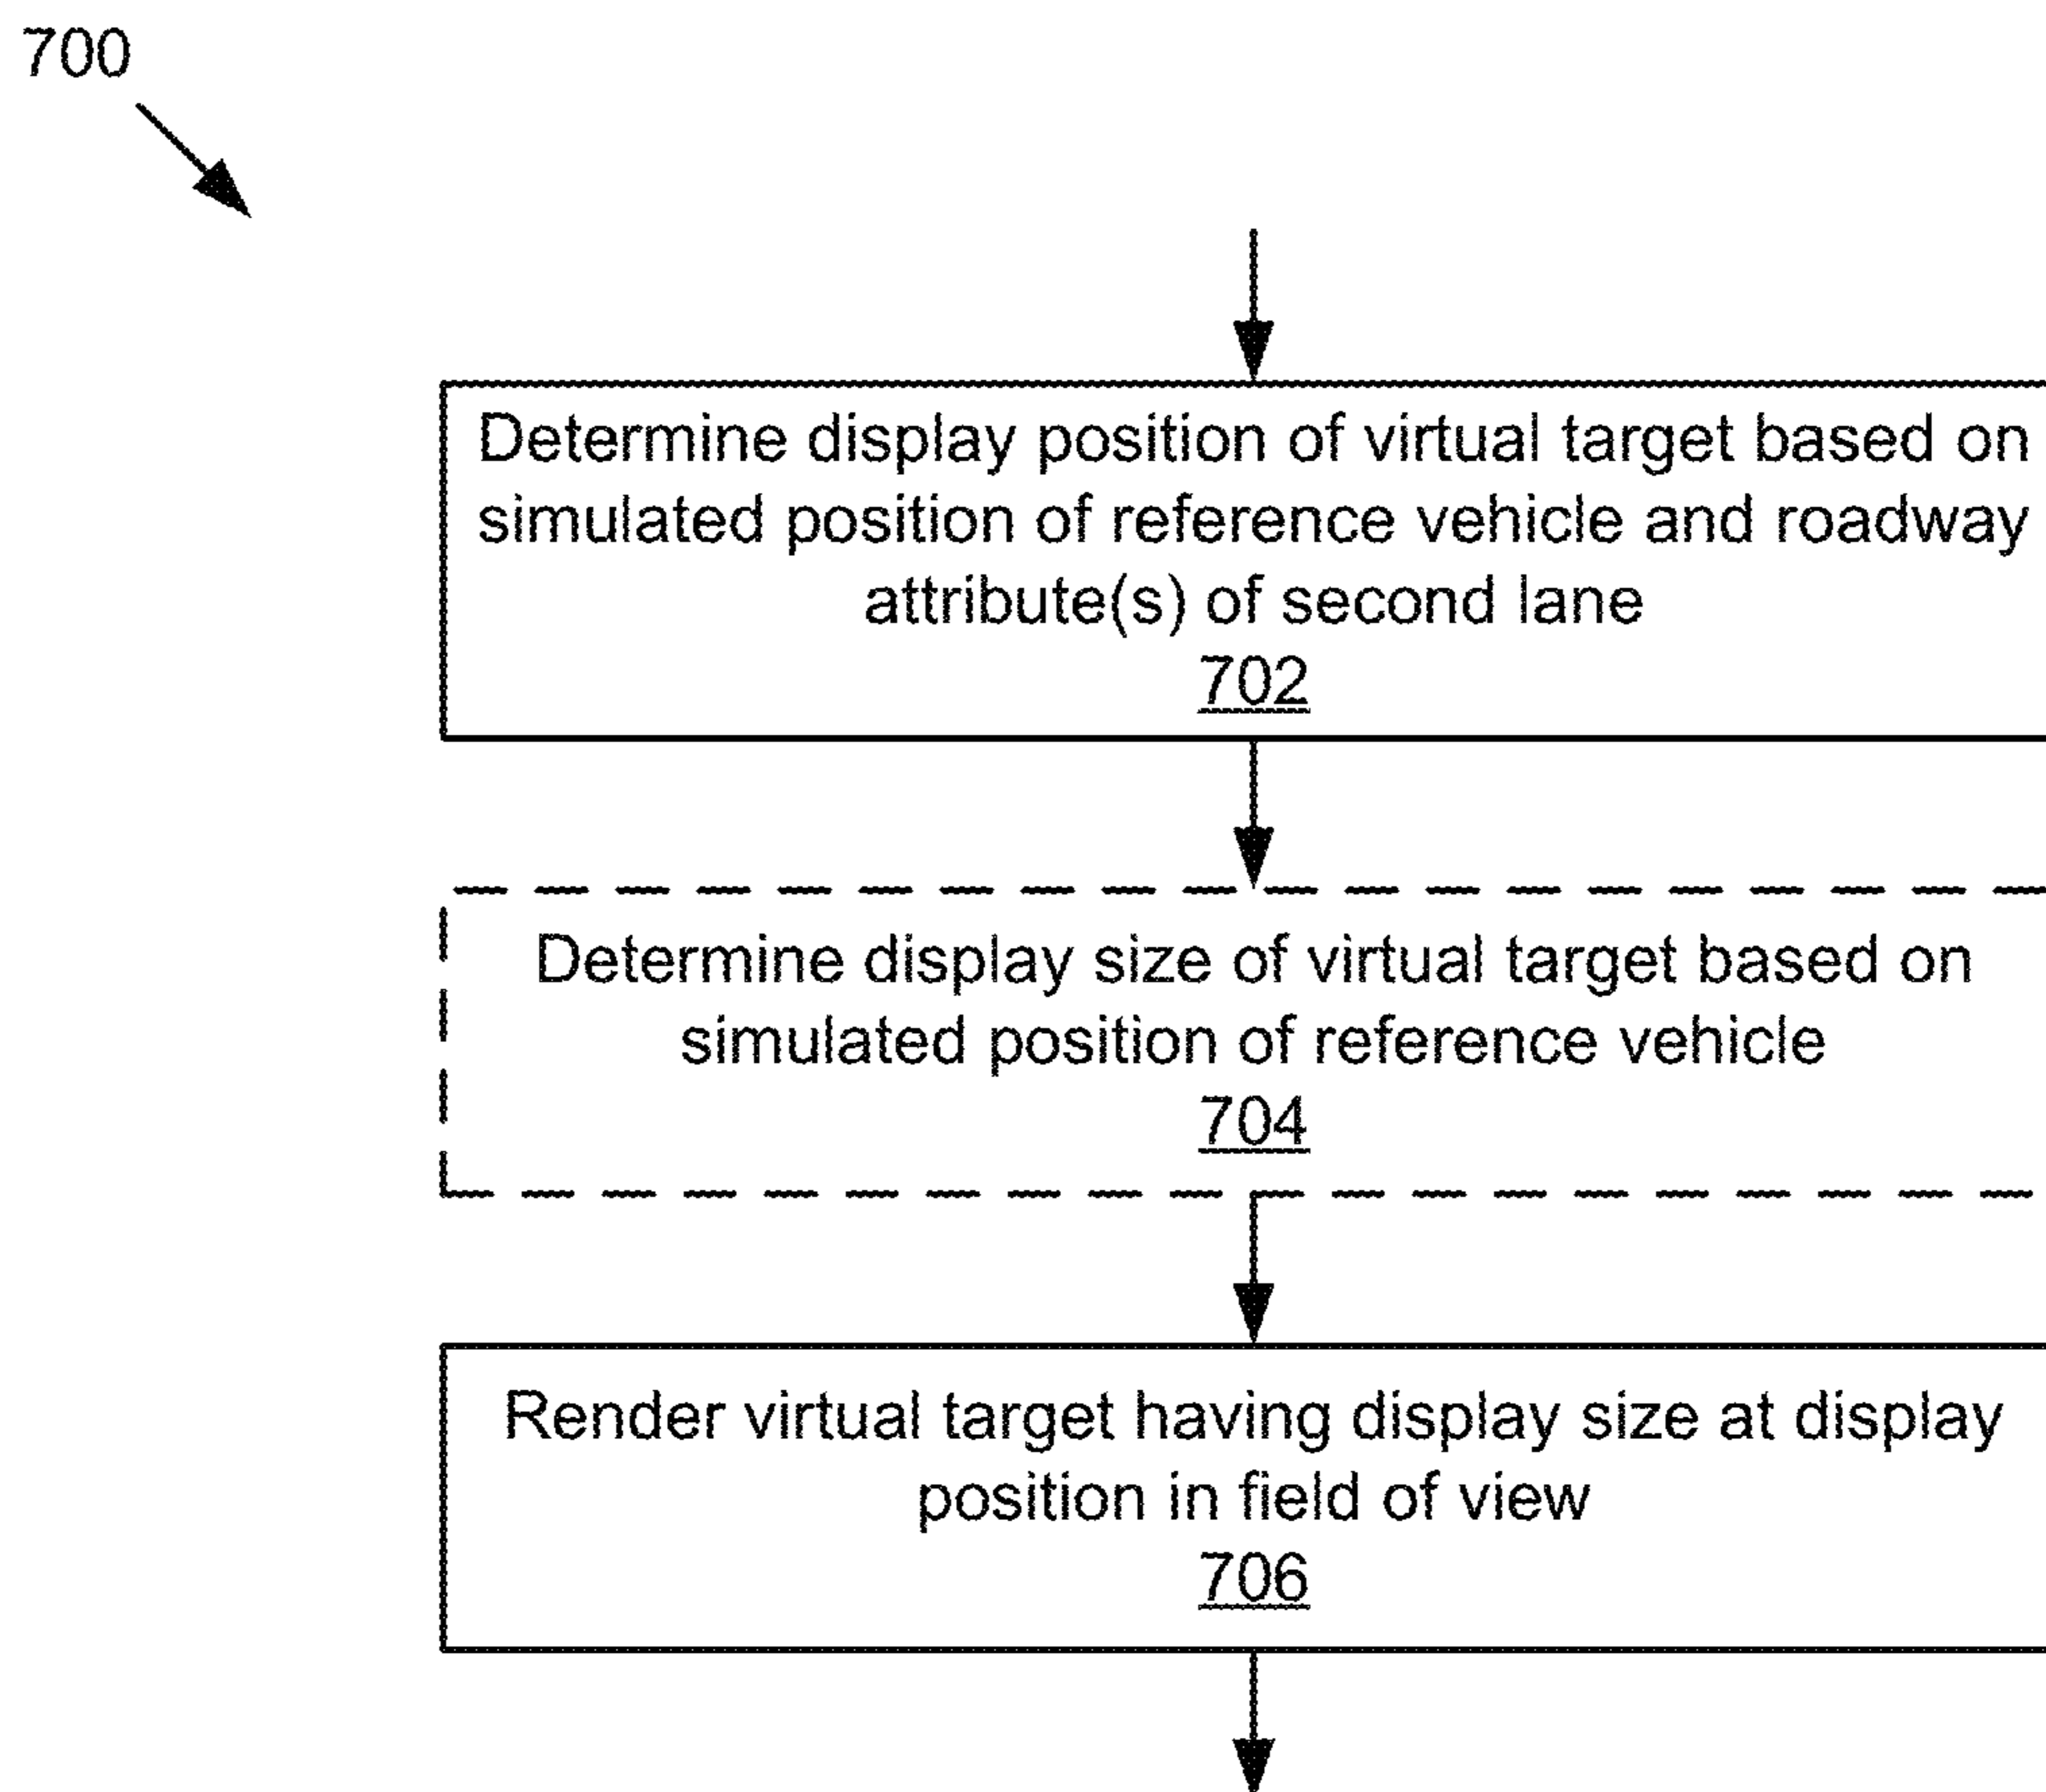 700
Determine display position of virtual target based on
simulated position of reference vehicle and roadway
attribute(s) of second lane
702
Determine display size of virtual target based on
simulated position of reference vehicle
704
Render virtual target having display size at display
position in field of view
706